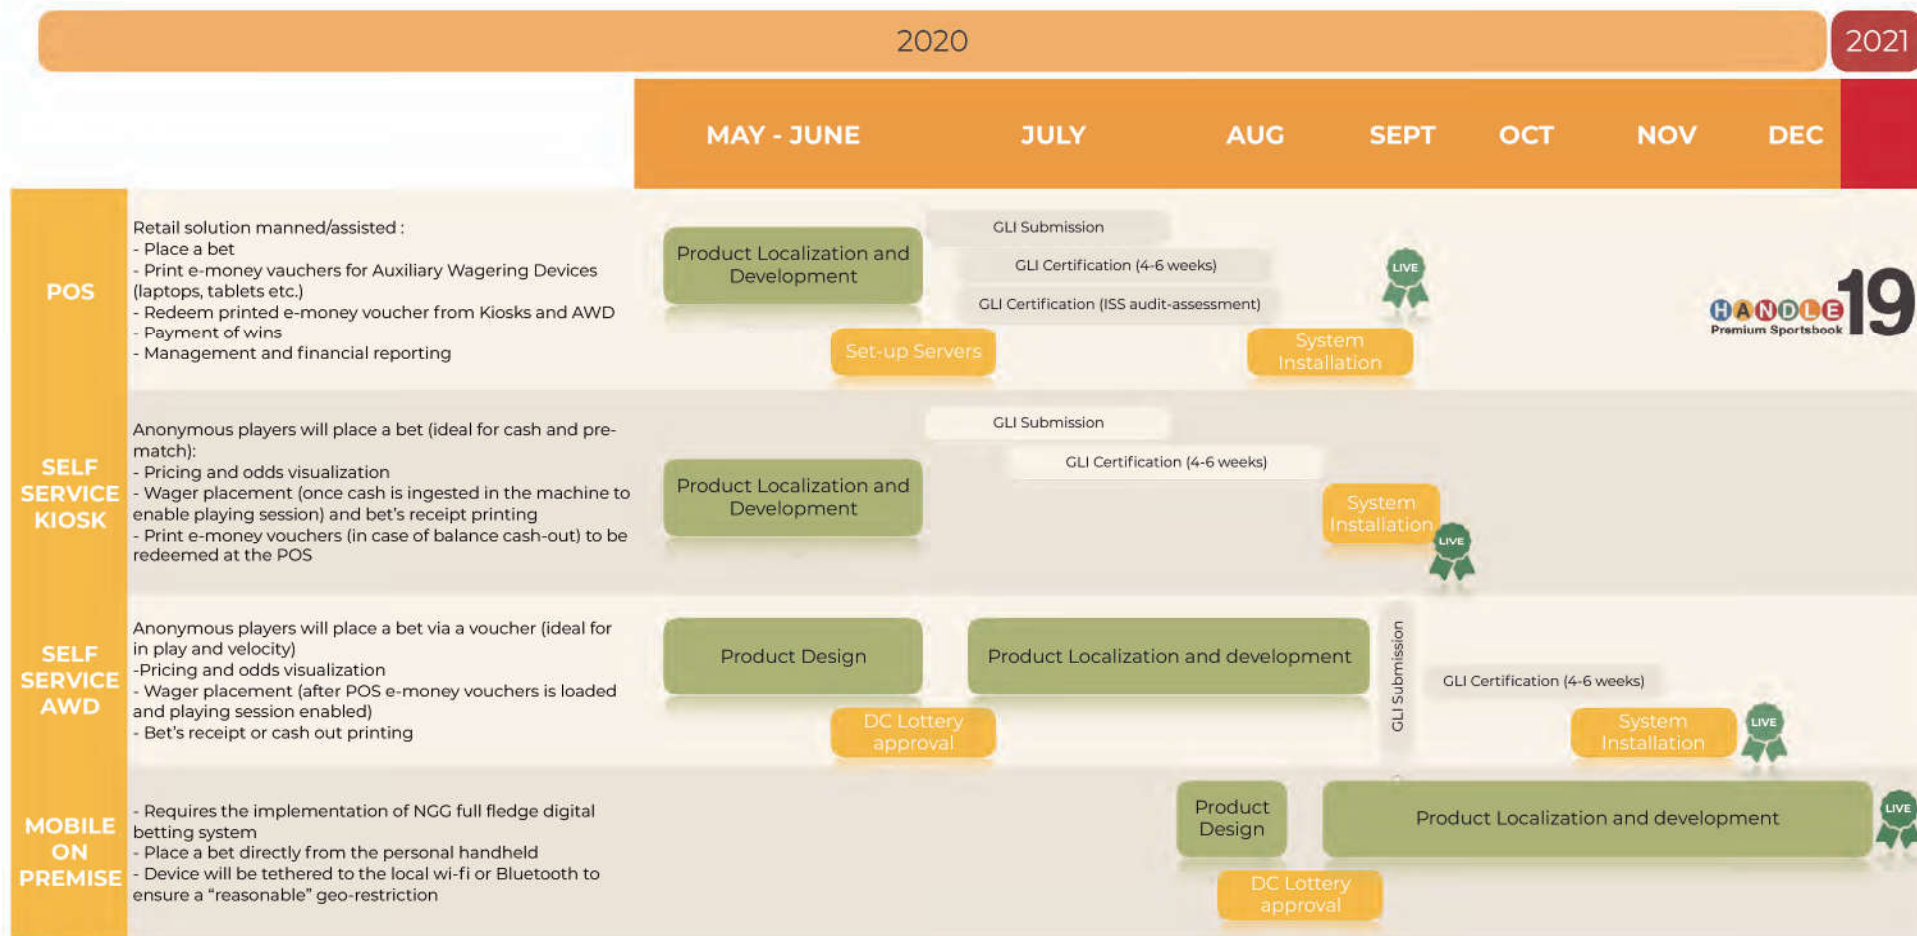 2020
2021
MAY - JUNE
JULY
AUG
SEPT
OCT
NOV
DEC
POS
Retail solution manned/assisted :
- Place a bet
- Print e-money vauchers for Auxiliary Wagering Devices
(laptops, tablets etc.)
- Redeem printed e-money voucher from Kiosks and AWD
- Payment of wins
- Management and financial reporting
Product Localization and
Development
Set-up Servers
GLI Submission
GLI Certification (4-6 weeks)
GLI Certification (ISS audit-assessment)
System
Installation
LIVE
HANDLE 19
Premium Sportsbook
SELF
SERVICE
KIOSK
Anonymous players will place a bet (ideal for cash and pre-
match):
- Pricing and odds visualization
- Wager placement (once cash is ingested in the machine to
enable playing session) and bet's receipt printing
- Print e-money vouchers (in case of balance cash-out) to be
redeemed at the POS
Product Localization and
Development
GLI Submission
GLI Certification (4-6 weeks)
System
Installation
LIVE
SELF
SERVICE
AWD
Anonymous players will place a bet via a voucher (ideal for
in play and velocity)
-Pricing and odds visualization
- Wager placement (after POS e-money vouchers is loaded
and playing session enabled)
- Bet's receipt or cash out printing
Product Design
DC Lottery
approval
Product Localization and development
GLI Submission
GLI Certification (4-6 weeks)
System
Installation
LIVE
MOBILE
ON
PREMISE
- Requires the implementation of NGG full fledge digital
betting system
- Place a bet directly from the personal handheld
- Device will be tethered to the local wi-fi or Bluetooth to
ensure a “reasonable” geo-restriction
Product
Design
DC Lottery
approval
Product Localization and development
LIVE